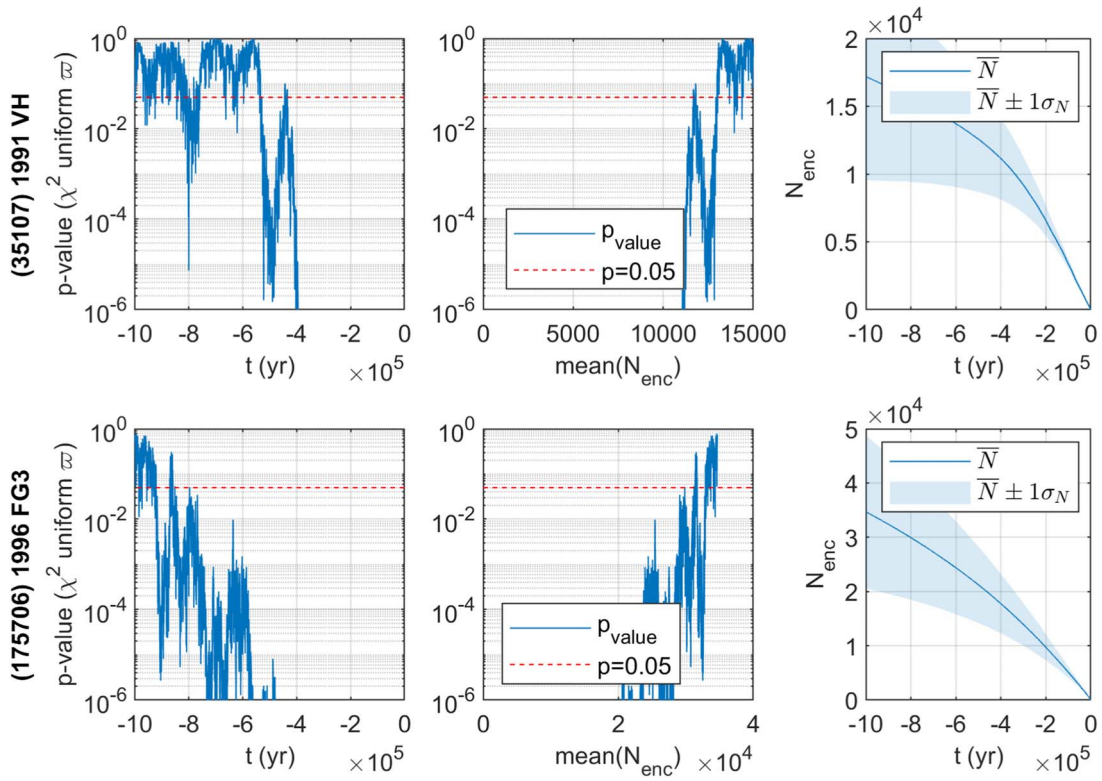 (35107) 1991 VH
p-value (χ² uniform ϖ)
10⁰
10⁻²
10⁻⁴
10⁻⁶
-10 -8 -6 -4 -2 0
t (yr)
×10⁵
10⁰
10⁻²
10⁻⁴
10⁻⁶
p_value
p=0.05
0 5000 10000 15000
mean(N_enc)
×10⁴
N_enc
2
1.5
1
0.5
0
N̅
N̅ ± 1σ_N
-10 -8 -6 -4 -2 0
t (yr)
×10⁵
(175706) 1996 FG3
p-value (χ² uniform ϖ)
10⁰
10⁻²
10⁻⁴
10⁻⁶
-10 -8 -6 -4 -2 0
t (yr)
×10⁵
10⁰
10⁻²
10⁻⁴
10⁻⁶
p_value
p=0.05
0 2 4
mean(N_enc)
×10⁴
×10⁴
N_enc
5
4
3
2
1
0
N̅
N̅ ± 1σ_N
-10 -8 -6 -4 -2 0
t (yr)
×10⁵